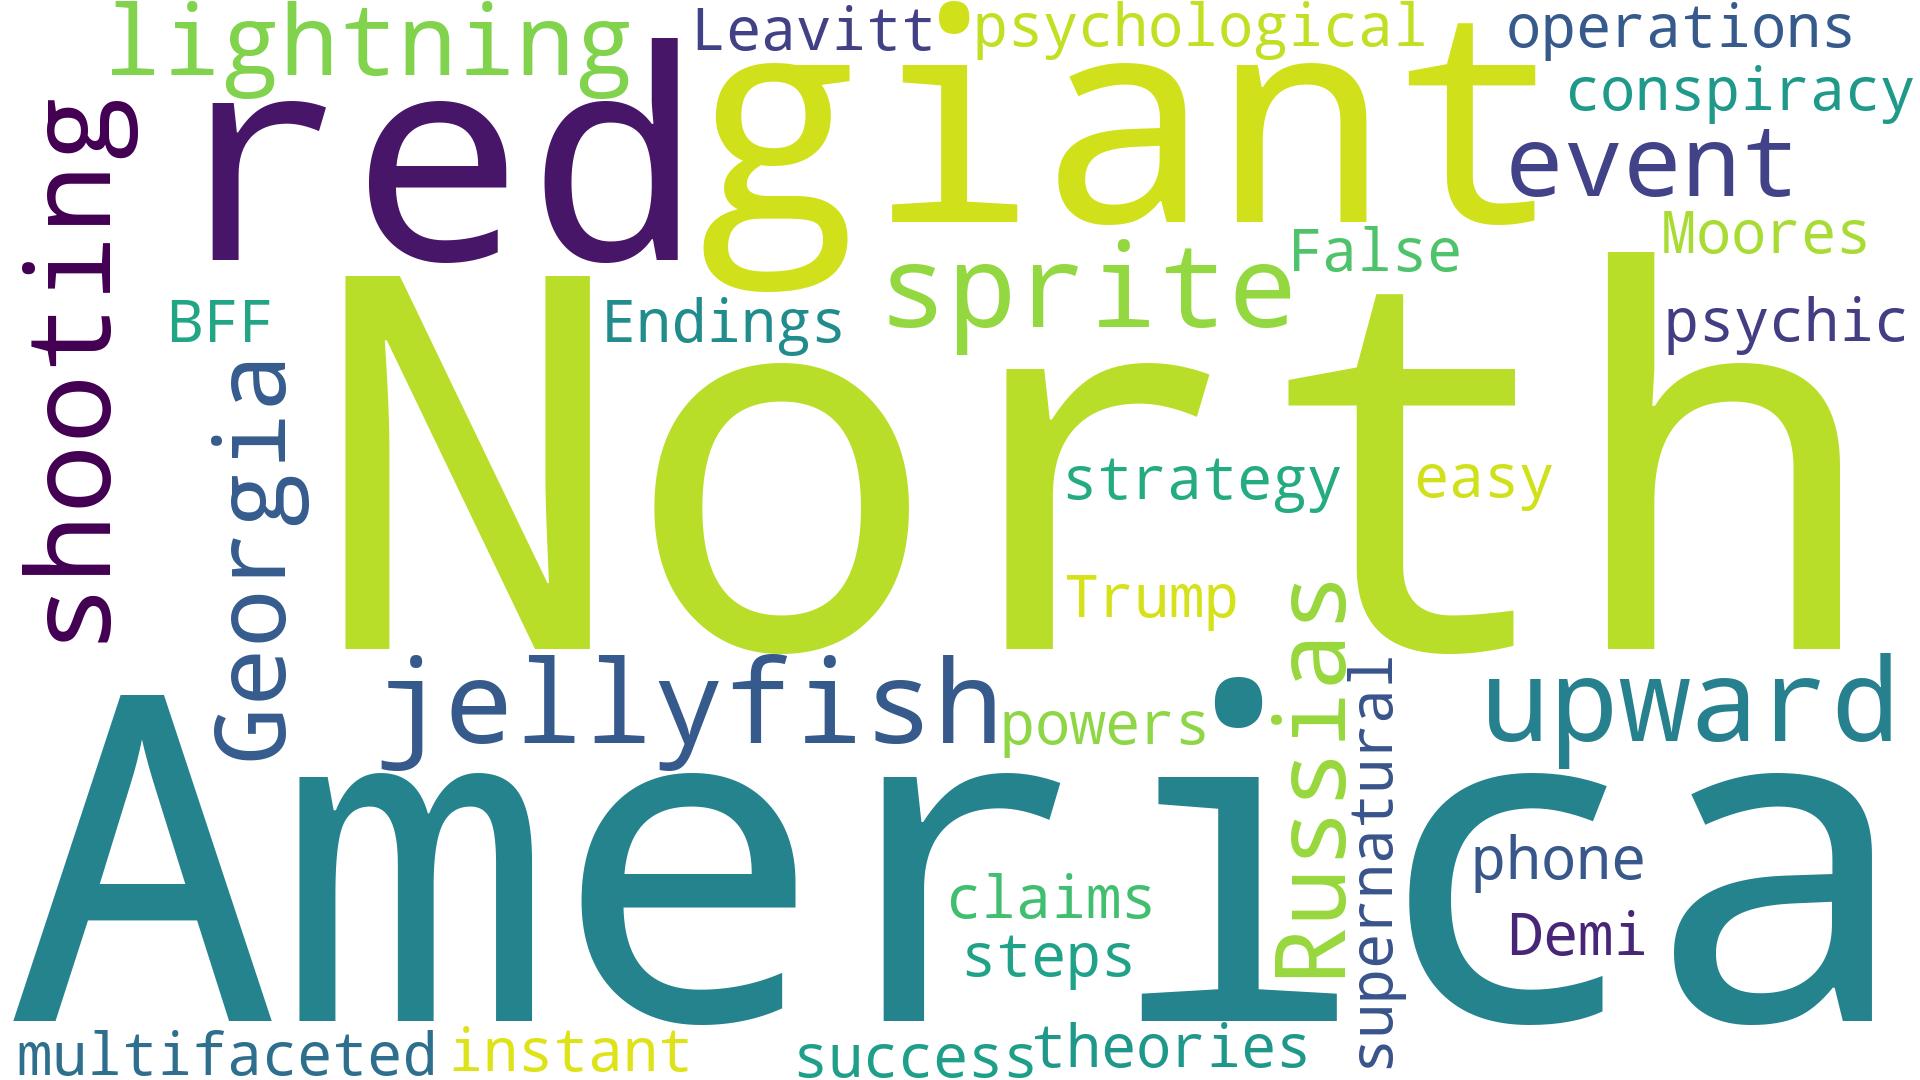 lightning
Leavitt
psychological
operations
red
giant
conspiracy
shooting
event
Moores
False
sprite
BFF
Endings
psychic
North
Georgia
strategy
easy
Trump
Russias
jellyfish
powers
supernatural
upward
America
phone
claims
Demi
steps
multifaceted
instant
success
theories